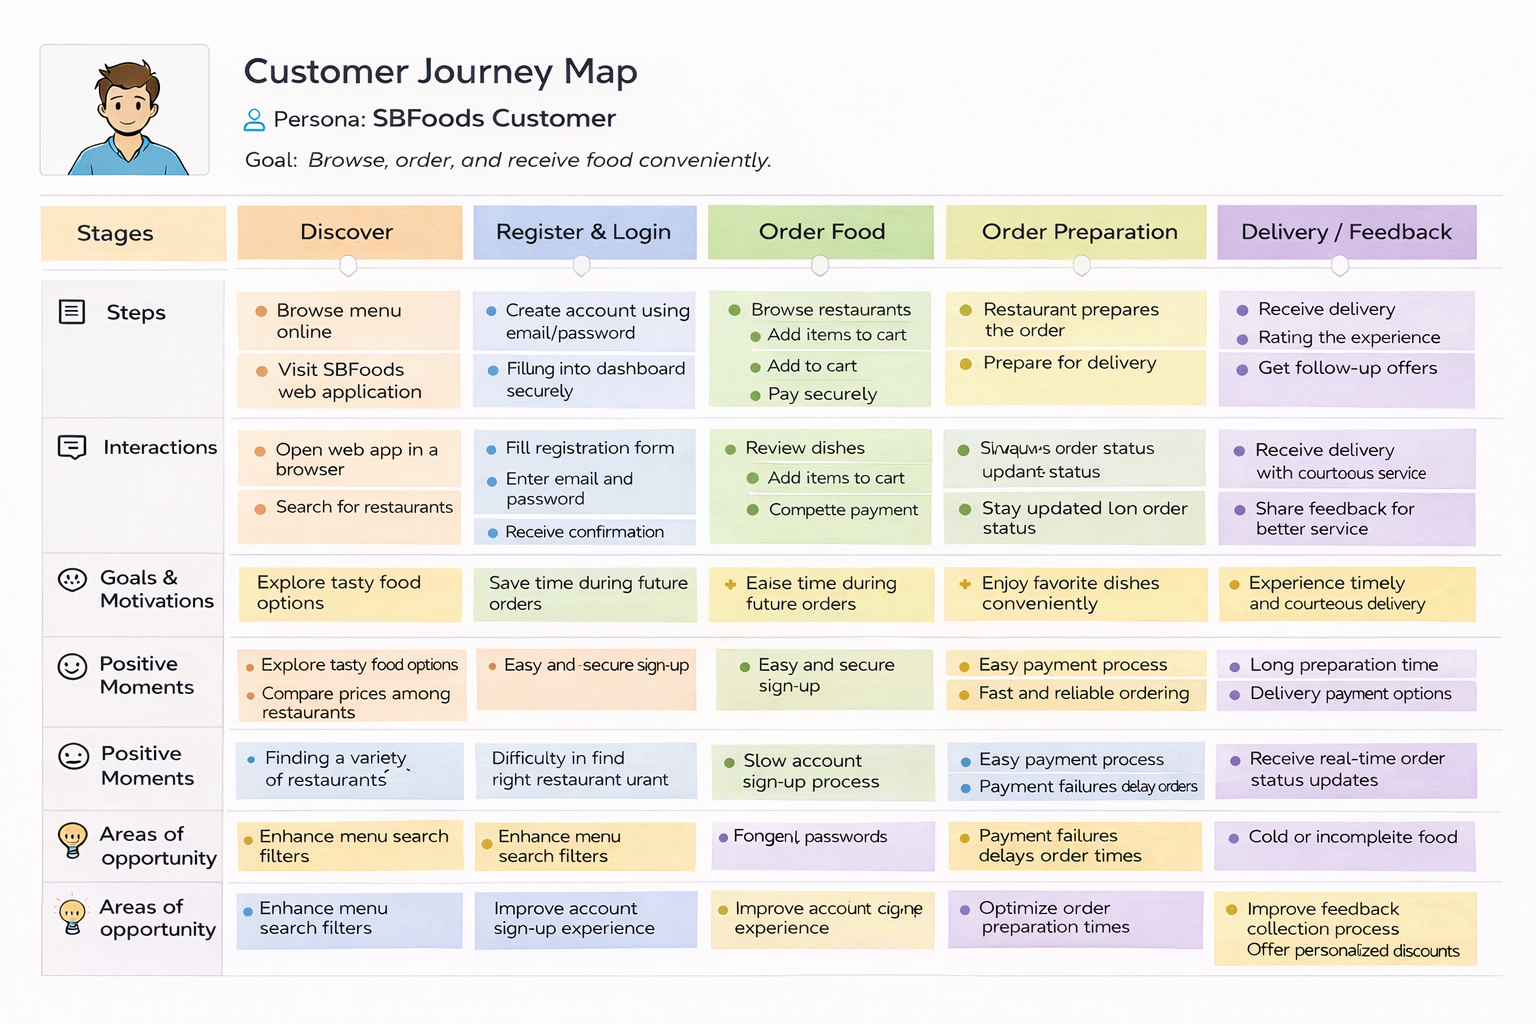 Customer Journey Map
Persona: SBFoods Customer
Goal: Browse, order, and receive food conveniently.
Stages
Discover
Register & Login
Order Food
Order Preparation
Delivery / Feedback
Steps
Browse menu
online
Visit SBFoods
web application
Create account using
email/password
into dashboard
securely
Browse restaurants
Add items to cart
Add to cart
Pay securely
Restaurant prepares
the order
Prepare for delivery
Receive delivery
Rating the experience
Get follow-up offers
Interactions
Open web app in a
browser
Search for restaurants
Fill registration form
Enter email and
password
Receive confirmation
Review dishes
Add items to cart
Compette payment
order status
status
Stay updated on order
status
Receive delivery
with courtoous service
Share feedback for
better service
Goals &
Motivations
Explore tasty food
options
Save time during future
orders
Eaise time during
future orders
Enjoy favorite dishes
conveniently
Experience timely
and courteous delivery
Positive
Moments
Explore tasty food options
Compare prices among
restaurants
Easy and-secure sign-up
Easy and secure
sign-up
Easy payment process
Fast and reliable ordering
Long preparation time
Delivery payment options
Positive
Moments
Finding a variety
of restaurants
Difficulty in find
right restaurant urant
Slow account
sign-up process
Easy payment process
Payment failures delay orders
Receive real-time order
status updates
Areas of
opportunity
Enhance menu search
filters
Enhance menu
search filters
passwords
Payment failures
delays order times
Cold or incompleite food
Areas of
opportunity
Enhance menu
search filters
Improve account
sign-up experience
Improve account
experience
Optimize order
preparation times
Improve feedback
collection process
Offer personalized discounts